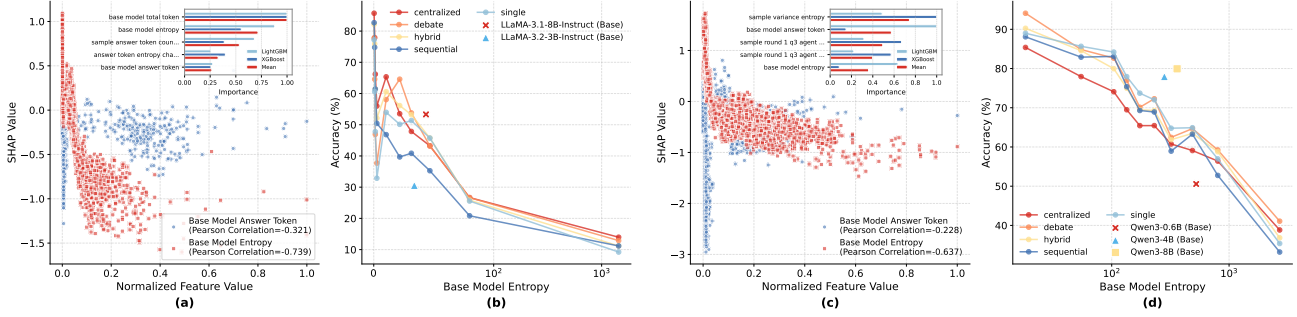 base model total token
base model entropy
sample answer token coun...
answer token entropy cha...
base model answer token
LightGBM
XGBoost
Mean
0.00 0.25 0.50 0.75 1.00
Importance
1.0
0.5
0.0
−0.5
−1.0
−1.5
SHAP Value
Base Model Answer Token
(Pearson Correlation=-0.321)
Base Model Entropy
(Pearson Correlation=-0.739)
0.0 0.2 0.4 0.6 0.8 1.0
Normalized Feature Value
(a)
centralized
debate
hybrid
sequential
single
LLaMA-3.1-8B-Instruct (Base)
LLaMA-3.2-3B-Instruct (Base)
80
70
60
50
40
30
20
10
Accuracy (%)
0 10² 10³
Base Model Entropy
(b)
sample variance entropy
base model answer token
sample round 1 q3 agent ...
sample round 1 q3 agent ...
base model entropy
LightGBM
XGBoost
Mean
0.0 0.2 0.4 0.6 0.8 1.0
Importance
1
0
−1
−2
−3
SHAP Value
Base Model Answer Token
(Pearson Correlation=-0.228)
Base Model Entropy
(Pearson Correlation=-0.637)
0.0 0.2 0.4 0.6 0.8 1.0
Normalized Feature Value
(c)
90
80
70
60
50
40
Accuracy (%)
centralized
debate
hybrid
sequential
single
Qwen3-0.6B (Base)
Qwen3-4B (Base)
Qwen3-8B (Base)
10² 10³
Base Model Entropy
(d)